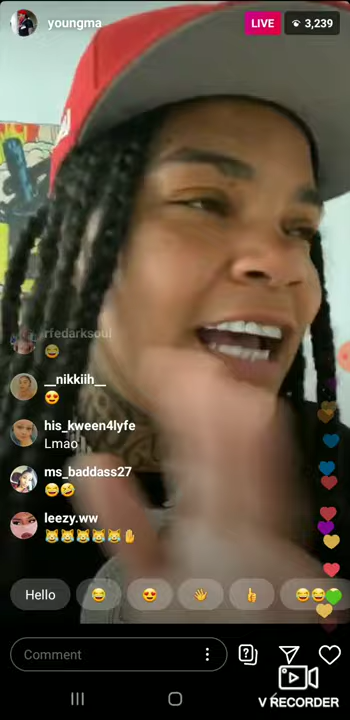 youngma
LIVE
3,239
rfedarksoul
__nikkiih__
his_kween4lyfe
Lmao
ms_baddass27
leezy.ww
Hello
Comment
V RECORDER